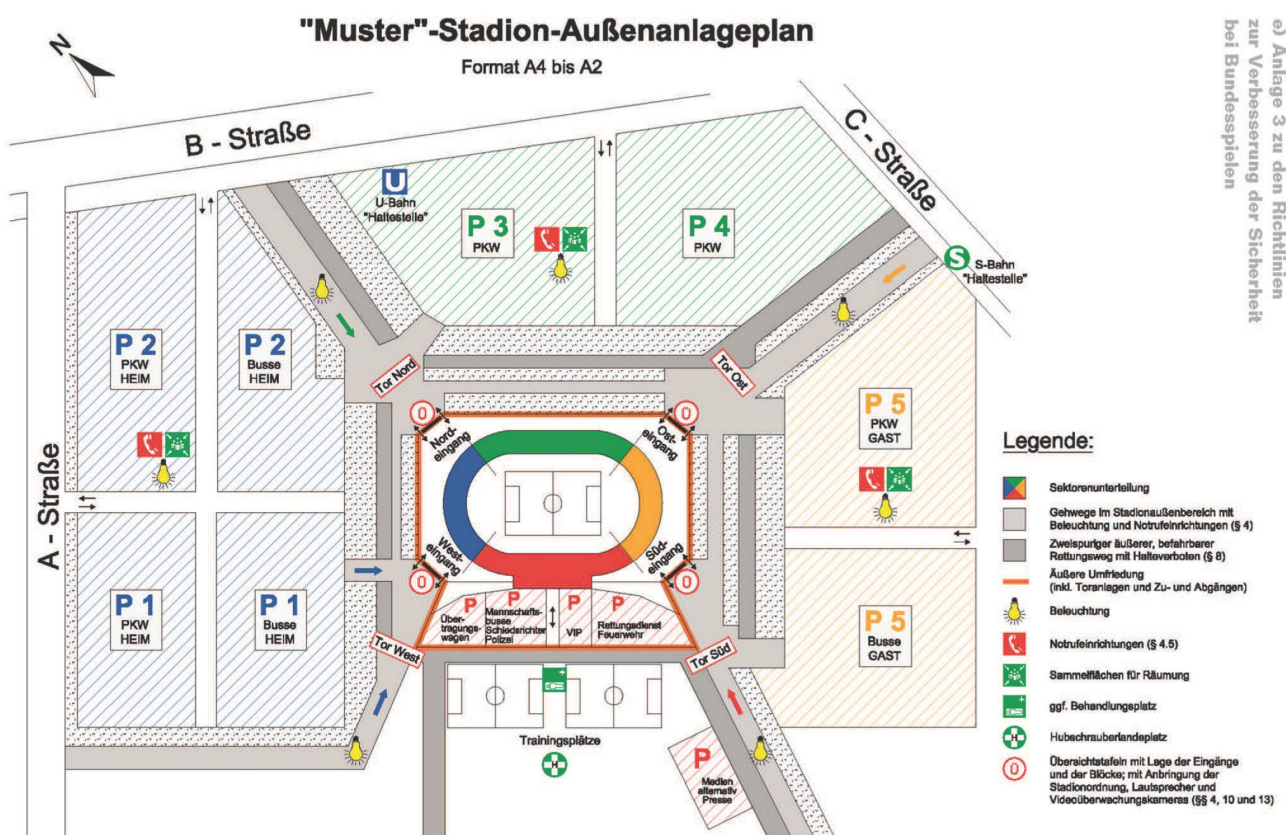 "Muster"-Stadion-Außenanlageplan
Format A4 bis A2
e) Anlage 3 zu den Richtlinien
zur Verbesserung der Sicherheit
bei Bundesspielen
N
B - Straße
C - Straße
A - Straße
U
U-Bahn
"Haltestelle"
P 3
PKW
P 4
PKW
S
S-Bahn
"Haltestelle"
P 2
PKW
HEIM
P 2
Busse
HEIM
Tor Nord
Tor Ost
P 5
PKW
GAST
Ü
Nord-
eingang
Ü
Ost-
eingang
West-
eingang
Ü
Süd-
eingang
Ü
P 1
PKW
HEIM
P 1
Busse
HEIM
P
Über-
tragungs-
wagen
P
Mannschafts-
busse
Schiedsrichter
Polizei
P
VIP
P
Rettungsdienst
Feuerwehr
Tor West
Tor Süd
P 5
Busse
GAST
Trainingsplätze
H
P
Medien
alternativ
Presse
Legende:
Sektorenunterteilung
Gehwege im Stadionaußenbereich mit
Beleuchtung und Notrufeinrichtungen (§ 4)
Zweispuriger äußerer, befahrbarer
Rettungsweg mit Halteverboten (§ 8)
Äußere Umfriedung
(inkl. Toranlagen und Zu- und Abgängen)
Beleuchtung
Notrufeinrichtungen (§ 4.5)
Sammelflächen für Räumung
ggf. Behandlungsplatz
H
Hubschrauberlandeplatz
Ü
Übersichtstafeln mit Lage der Eingänge
und der Blöcke; mit Anbringung der
Stadionordnung, Lautsprecher und
Videoüberwachungskameras (§§ 4, 10 und 13)